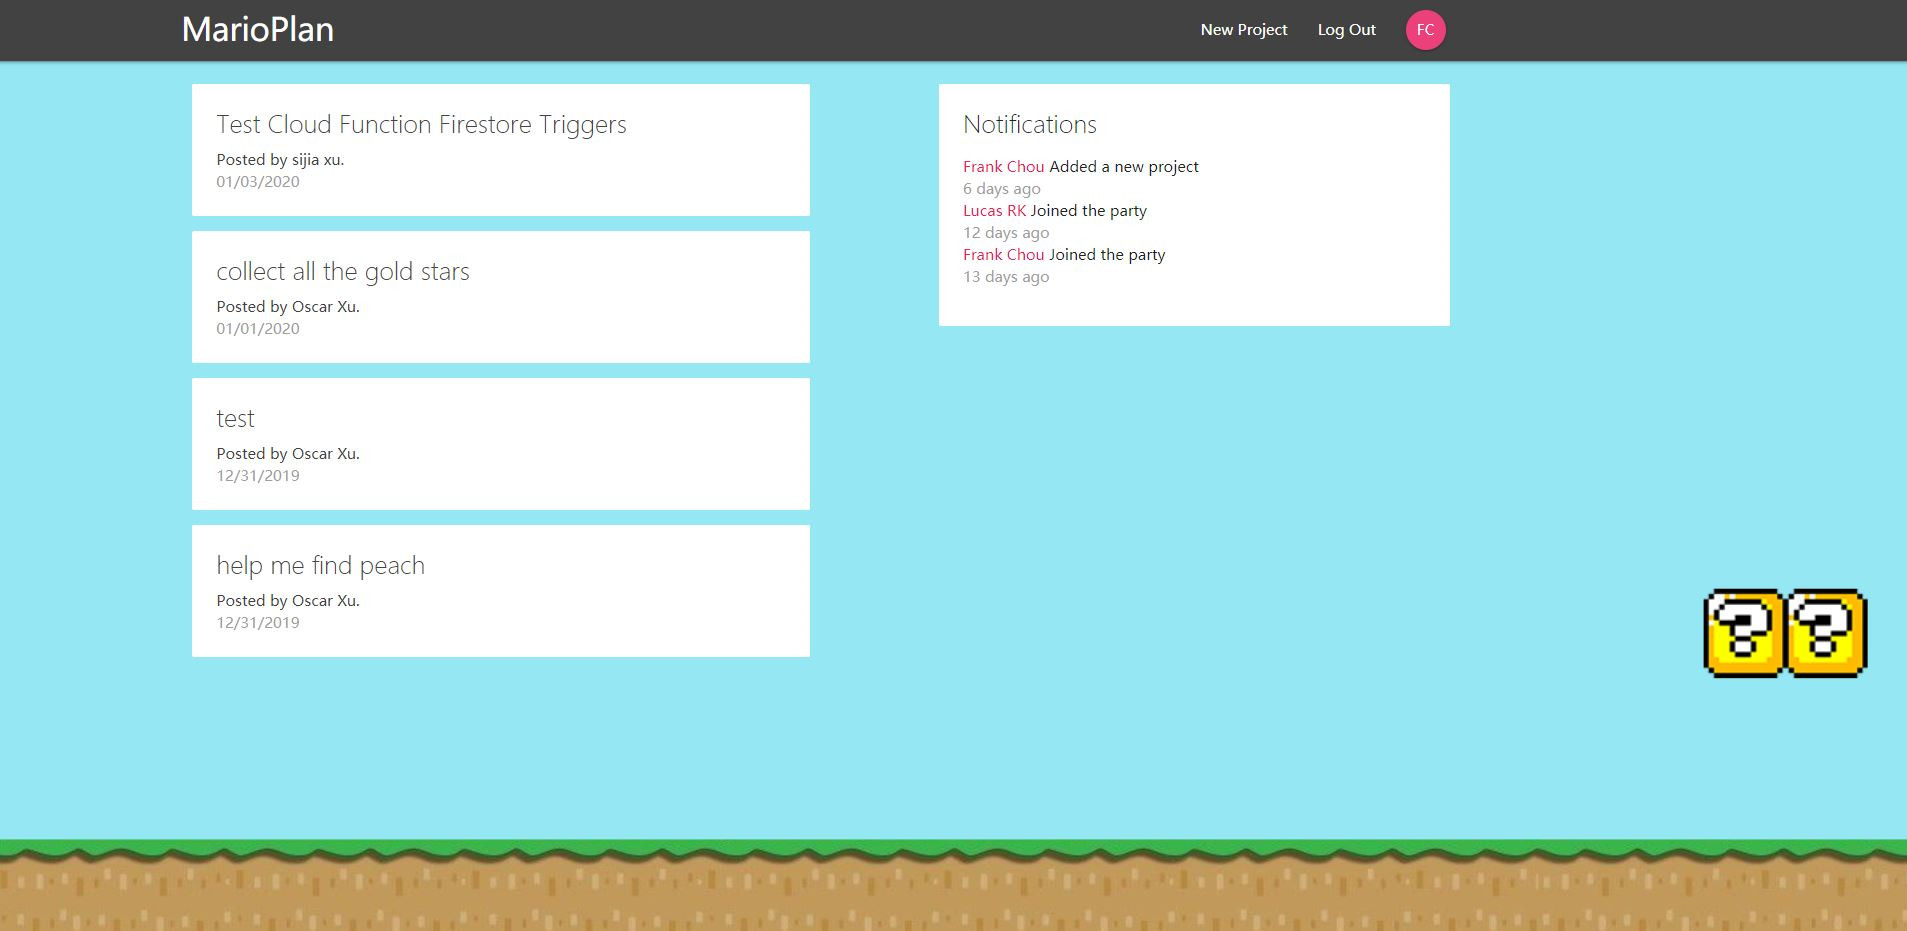 MarioPlan
New Project
Log Out
FC
Test Cloud Function Firestore Triggers
Posted by sijia xu.
01/03/2020
collect all the gold stars
Posted by Oscar Xu.
01/01/2020
test
Posted by Oscar Xu.
12/31/2019
help me find peach
Posted by Oscar Xu.
12/31/2019
Notifications
Frank Chou Added a new project
6 days ago
Lucas RK Joined the party
12 days ago
Frank Chou Joined the party
13 days ago
? ?